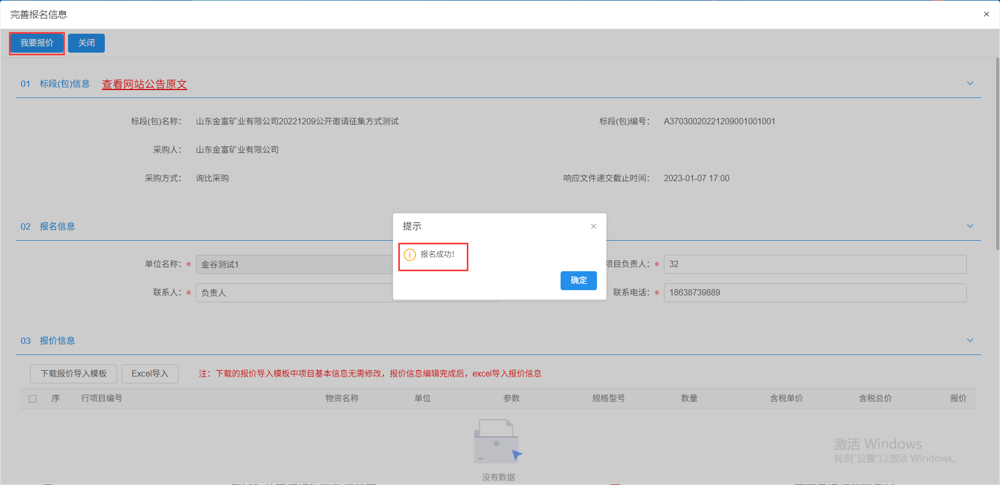 完善报名信息
我要报价 关闭
01 标段(包)信息 查看网站公告原文
标段(包)名称： 山东金富矿业有限公司20221209公开邀请征集方式测试 标段(包)编号： A37030020221209001001001
采购人： 山东金富矿业有限公司
采购方式： 询比采购 响应文件递交截止时间： 2023-01-07 17:00
提示
02 报名信息
报名成功！
单位名称：* 金谷测试1 项目负责人：* 32
确定
联系人：* 负责人 联系电话：* 18638739889
03 报价信息
下载报价导入模板 Excel导入 注：下载的报价导入模板中项目基本信息无需修改，报价信息编辑完成后，excel导入报价信息
序 行项目编号 物资名称 单位 参数 规格型号 数量 含税单价 含税总价 报价
激活 Windows
转到"设置"以激活 Windows。
没有数据